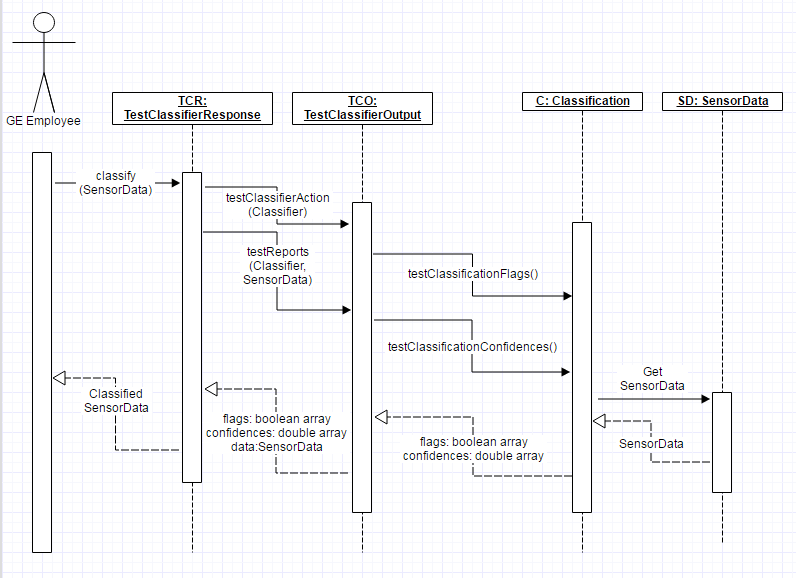 GE Employee
TCR:
TestClassifierResponse
TCO:
TestClassifierOutput
C: Classification
SD: SensorData
classify
(SensorData)
testClassifierAction
(Classifier)
testReports
(Classifier,
SensorData)
testClassificationFlags()
testClassificationConfidences()
Get
SensorData
Classified
SensorData
flags: boolean array
confidences: double array
data:SensorData
flags: boolean array
confidences: double array
SensorData